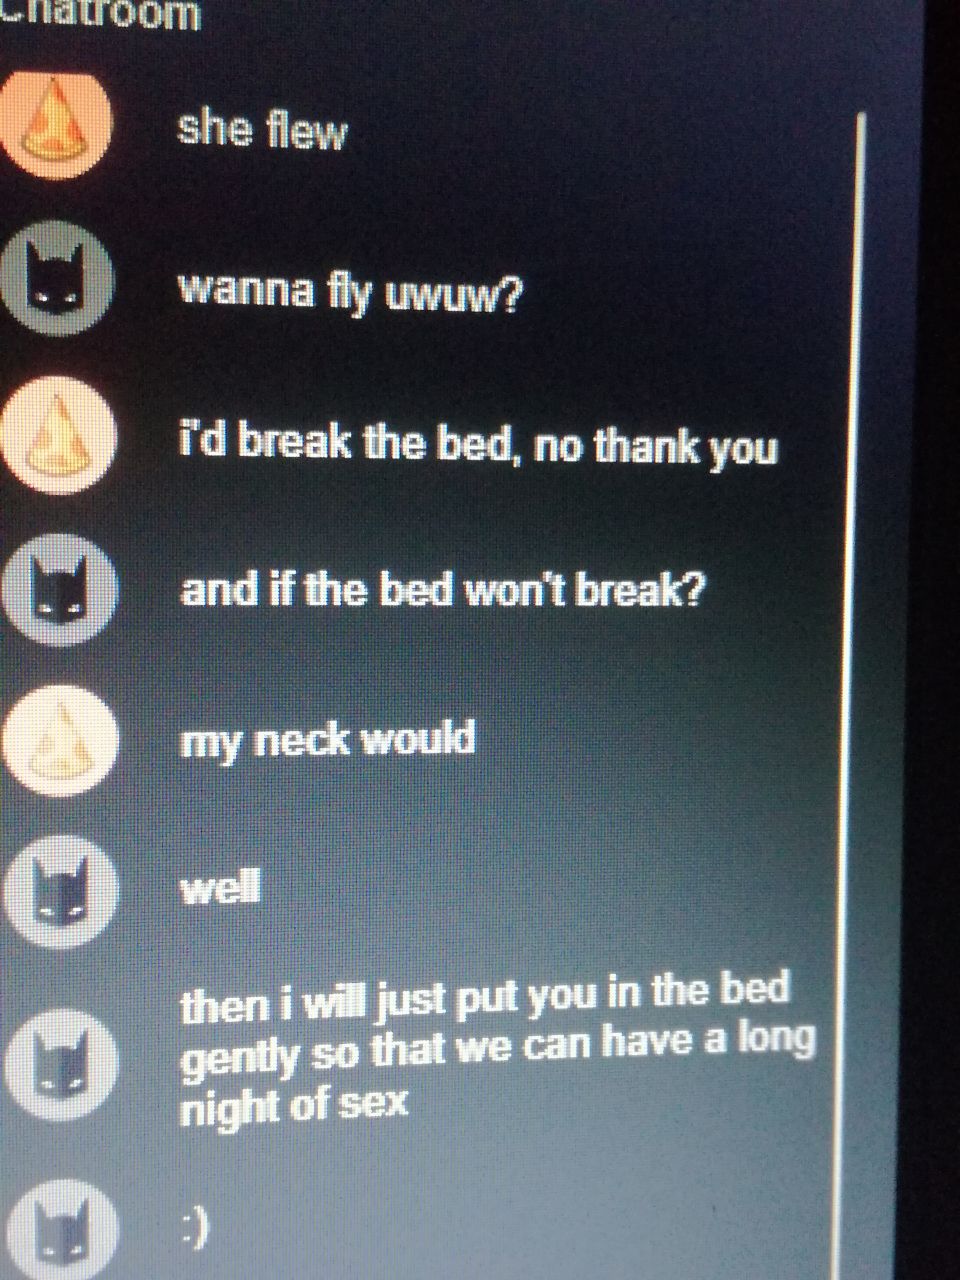 Chatroom
she flew
wanna fly uwuw?
i'd break the bed, no thank you
and if the bed won't break?
my neck would
well
then i will just put you in the bed
gently so that we can have a long
night of sex
:)